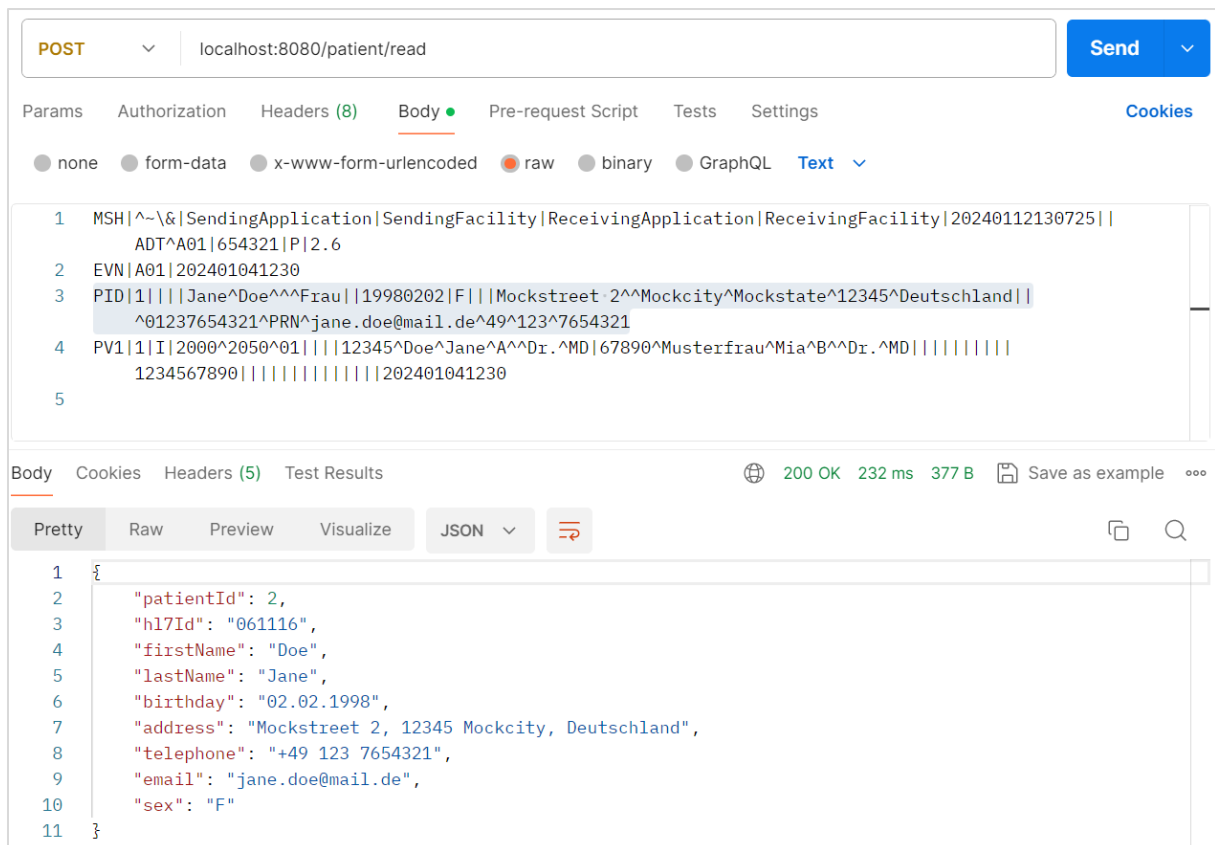 POST localhost:8080/patient/read Send
Params Authorization Headers (8) Body Pre-request Script Tests Settings Cookies
none form-data x-www-form-urlencoded raw binary GraphQL Text
1 MSH|^~\&|SendingApplication|SendingFacility|ReceivingApplication|ReceivingFacility|20240112130725||
ADT^A01|654321|P|2.6
2 EVN|A01|202401041230
3 PID|1||||Jane^Doe^^^Frau||19980202|F|||Mockstreet 2^^Mockcity^Mockstate^12345^Deutschland||
^01237654321^PRN^jane.doe@mail.de^49^123^7654321
4 PV1|1|I|2000^2050^01||||12345^Doe^Jane^A^^Dr.^MD|67890^Musterfrau^Mia^B^^Dr.^MD||||||||||
1234567890|||||||||||||||202401041230
5
Body Cookies Headers (5) Test Results 200 OK 232 ms 377 B Save as example
Pretty Raw Preview Visualize JSON
1 {
2 "patientId": 2,
3 "hl7Id": "061116",
4 "firstName": "Doe",
5 "lastName": "Jane",
6 "birthday": "02.02.1998",
7 "address": "Mockstreet 2, 12345 Mockcity, Deutschland",
8 "telephone": "+49 123 7654321",
9 "email": "jane.doe@mail.de",
10 "sex": "F"
11 }